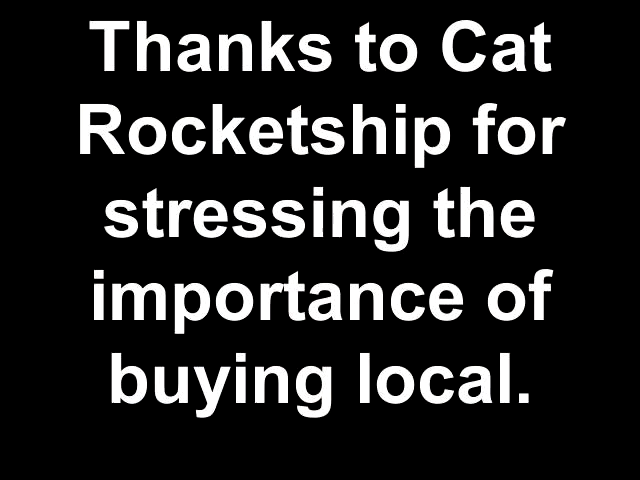 Thanks to Cat
Rocketship for
stressing the
importance of
buying local.